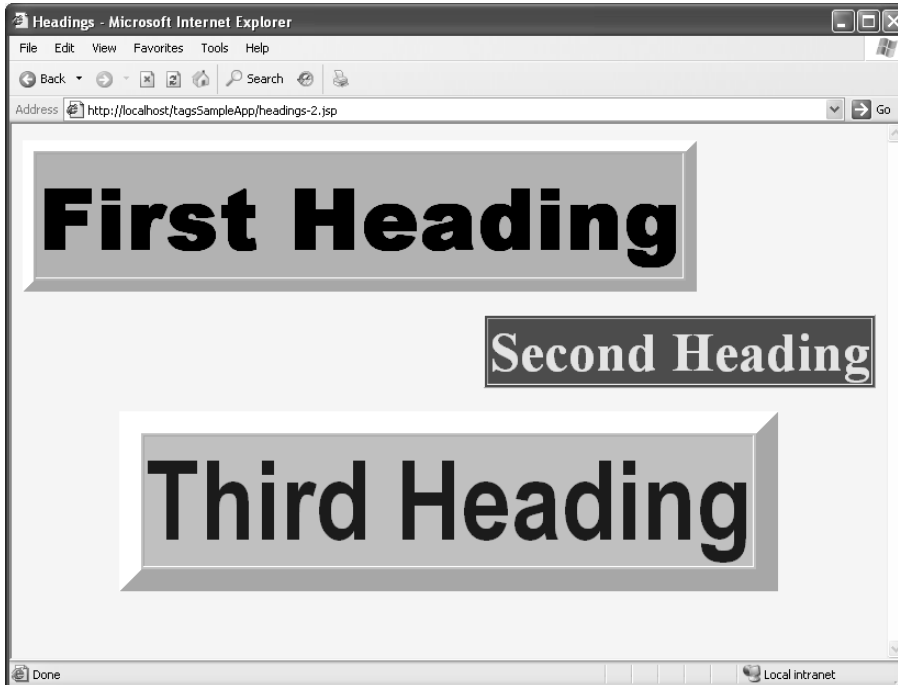 Headings - Microsoft Internet Explorer
File Edit View Favorites Tools Help
Back Search
Address http://localhost/tagsSampleApp/headings-2.jsp Go
First Heading
Second Heading
Third Heading
Done Local intranet